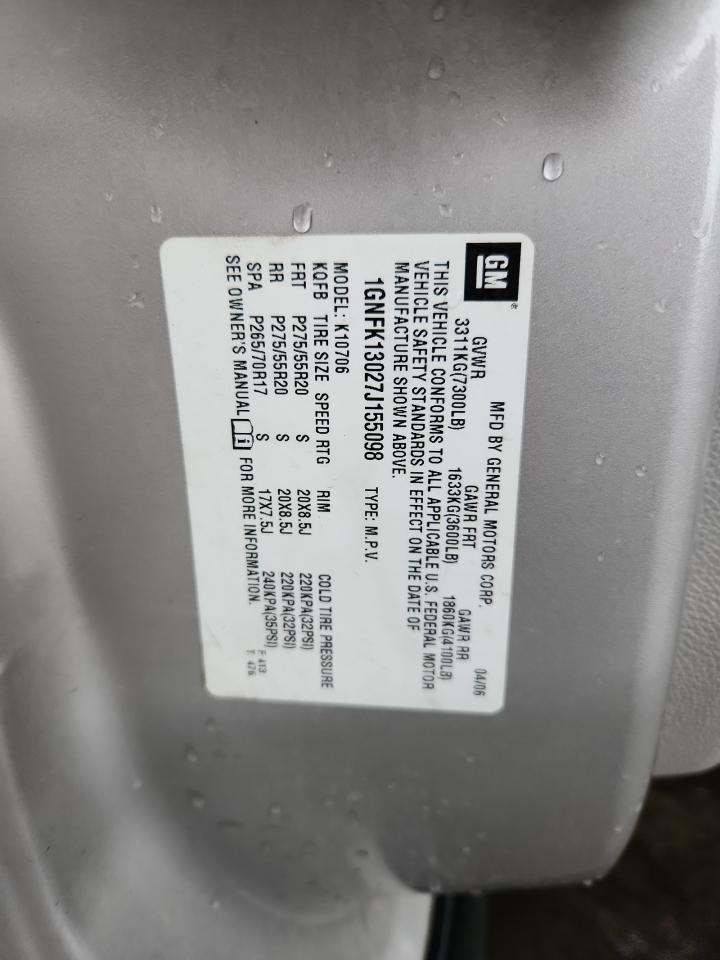 GM
MFD BY GENERAL MOTORS CORP. 04/06
GVWR GAWR FRT GAWR RR
3311KG(7300LB) 1633KG(3600LB) 1860KG(4100LB)
THIS VEHICLE CONFORMS TO ALL APPLICABLE U.S. FEDERAL MOTOR
VEHICLE SAFETY STANDARDS IN EFFECT ON THE DATE OF
MANUFACTURE SHOWN ABOVE.
1GNFK13027J155098 TYPE: M.P.V.
MODEL: K10706
KQFB TIRE SIZE SPEED RTG RIM COLD TIRE PRESSURE
FRT P275/55R20 S 20X8.5J 220KPA(32PSI)
RR P275/55R20 S 20X8.5J 220KPA(32PSI)
SPA P265/70R17 S 17X7.5J 240KPA(35PSI)
SEE OWNER'S MANUAL i FOR MORE INFORMATION.
F 413
T 476